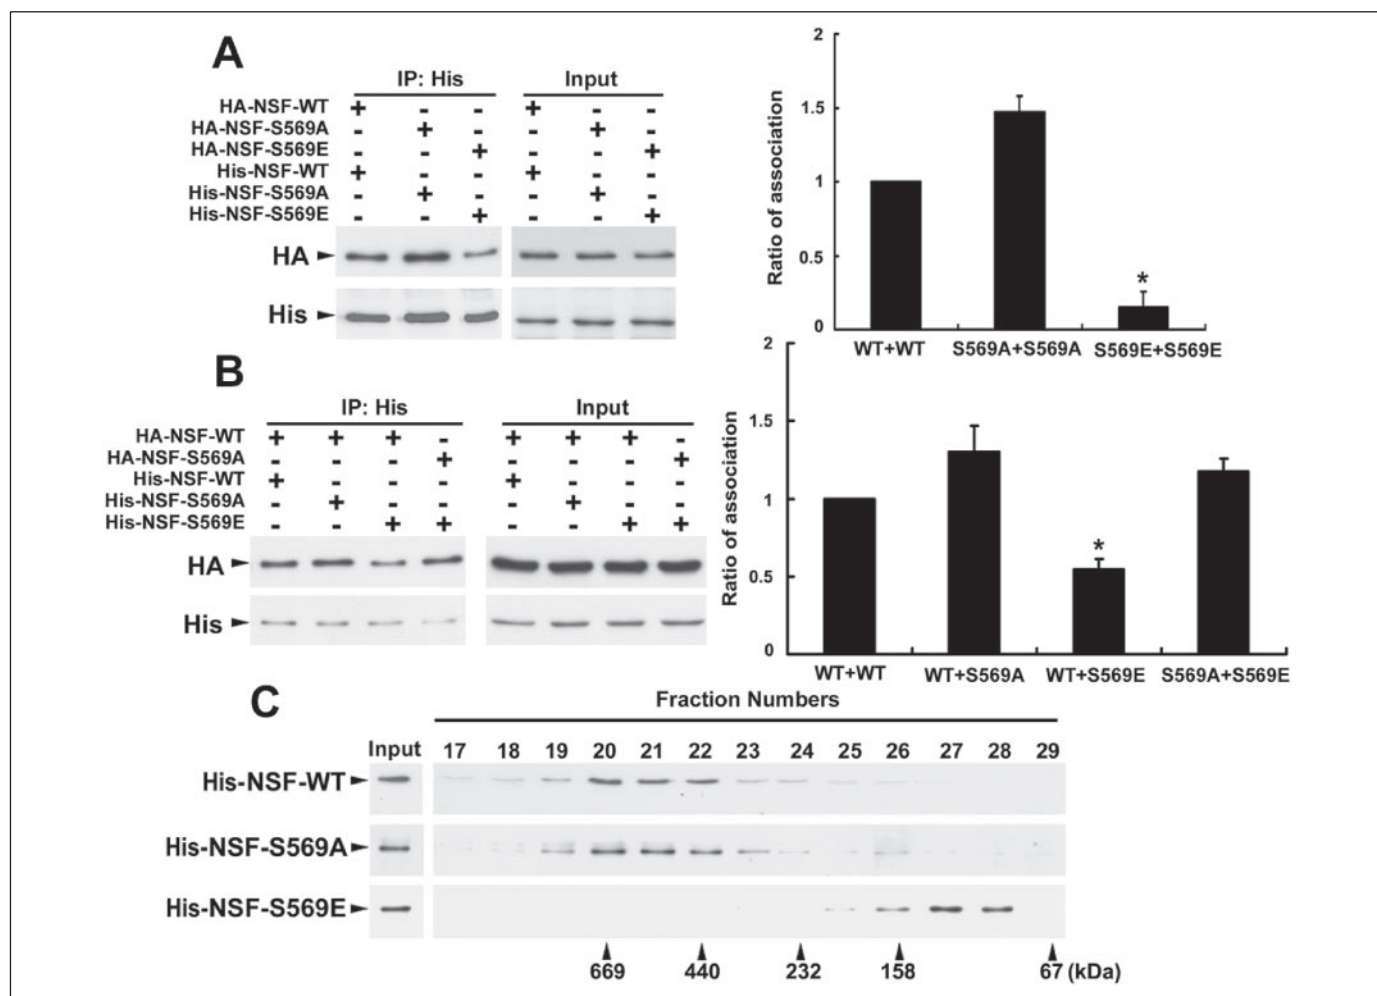 A
IP: His
Input
HA-NSF-WT + - - + - -
HA-NSF-S569A - + - - + -
HA-NSF-S569E - - + - - +
His-NSF-WT + - - + - -
His-NSF-S569A - + - - + -
His-NSF-S569E - - + - - +
HA
His
Ratio of association
2
1.5
1
0.5
0
*
WT+WT
S569A+S569A
S569E+S569E
B
IP: His
Input
HA-NSF-WT + + + - + + + -
HA-NSF-S569A - - - + - - - +
His-NSF-WT + - - - + - - -
His-NSF-S569A - + - - - + - -
His-NSF-S569E - - + + - - + +
HA
His
Ratio of association
2
1.5
1
0.5
0
*
WT+WT
WT+S569A
WT+S569E
S569A+S569E
C
Fraction Numbers
Input 17 18 19 20 21 22 23 24 25 26 27 28 29
His-NSF-WT
His-NSF-S569A
His-NSF-S569E
669 440 232 158 67 (kDa)